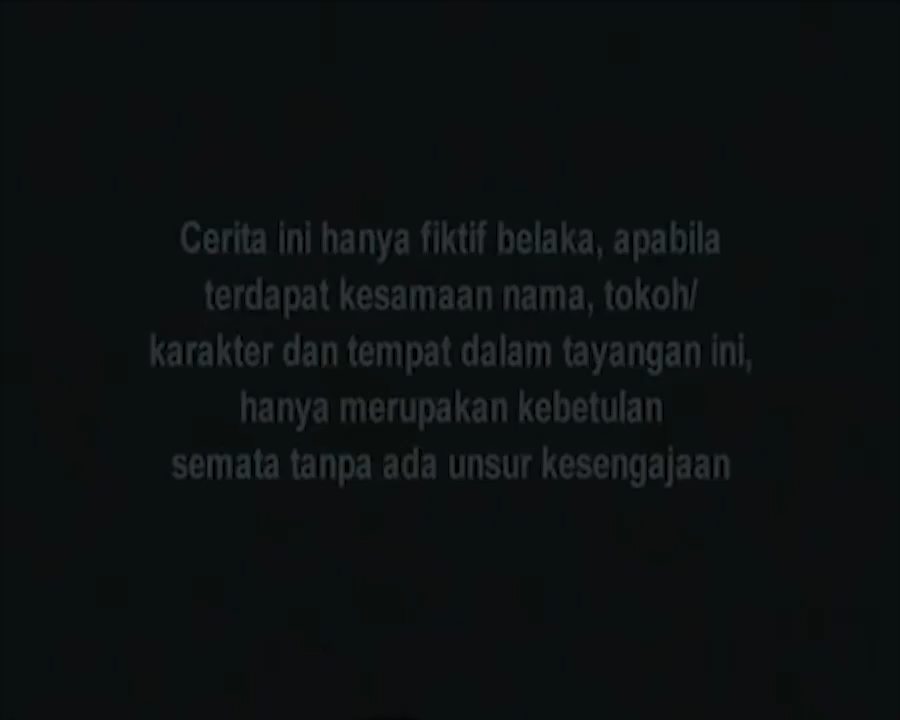 Cerita ini hanya fiktif belaka, apabila
terdapat kesamaan nama, tokoh/
karakter dan tempat dalam tayangan ini,
hanya merupakan kebetulan
semata tanpa ada unsur kesengajaan